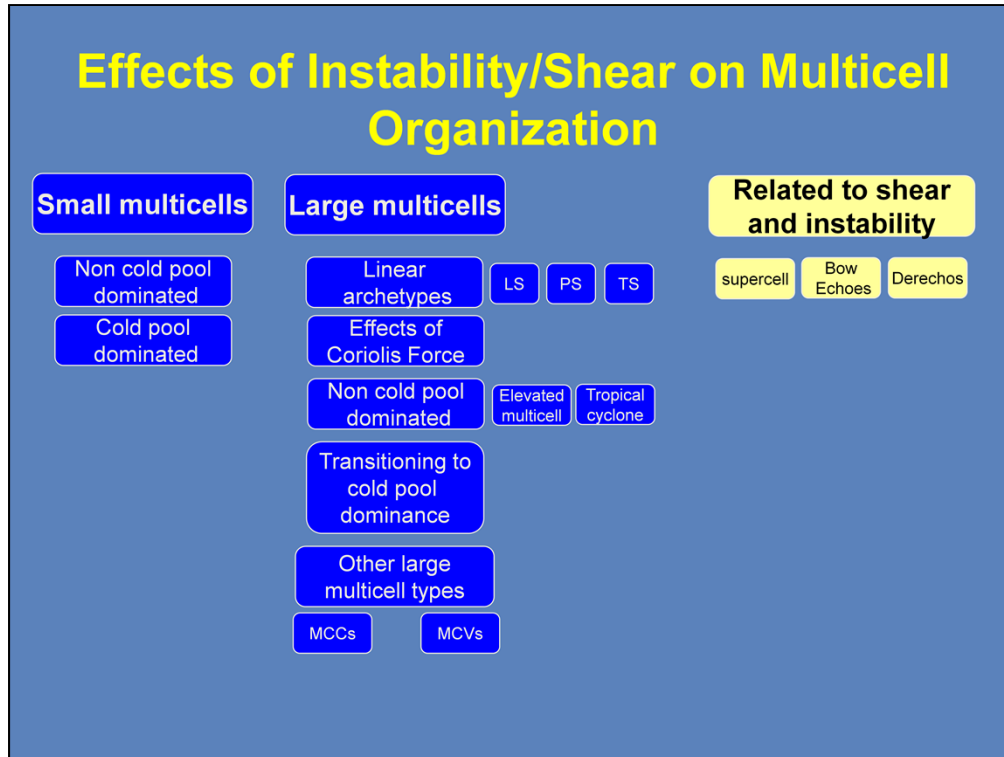 Effects of Instability/Shear on Multicell
Organization
Small multicells
Non cold pool
dominated
Cold pool
dominated
Large multicells
Linear
archetypes
LS
PS
TS
Effects of
Coriolis Force
Non cold pool
dominated
Elevated
multicell
Tropical
cyclone
Transitioning to
cold pool
dominance
Other large
multicell types
MCCs
MCVs
Related to shear
and instability
supercell
Bow
Echoes
Derechos